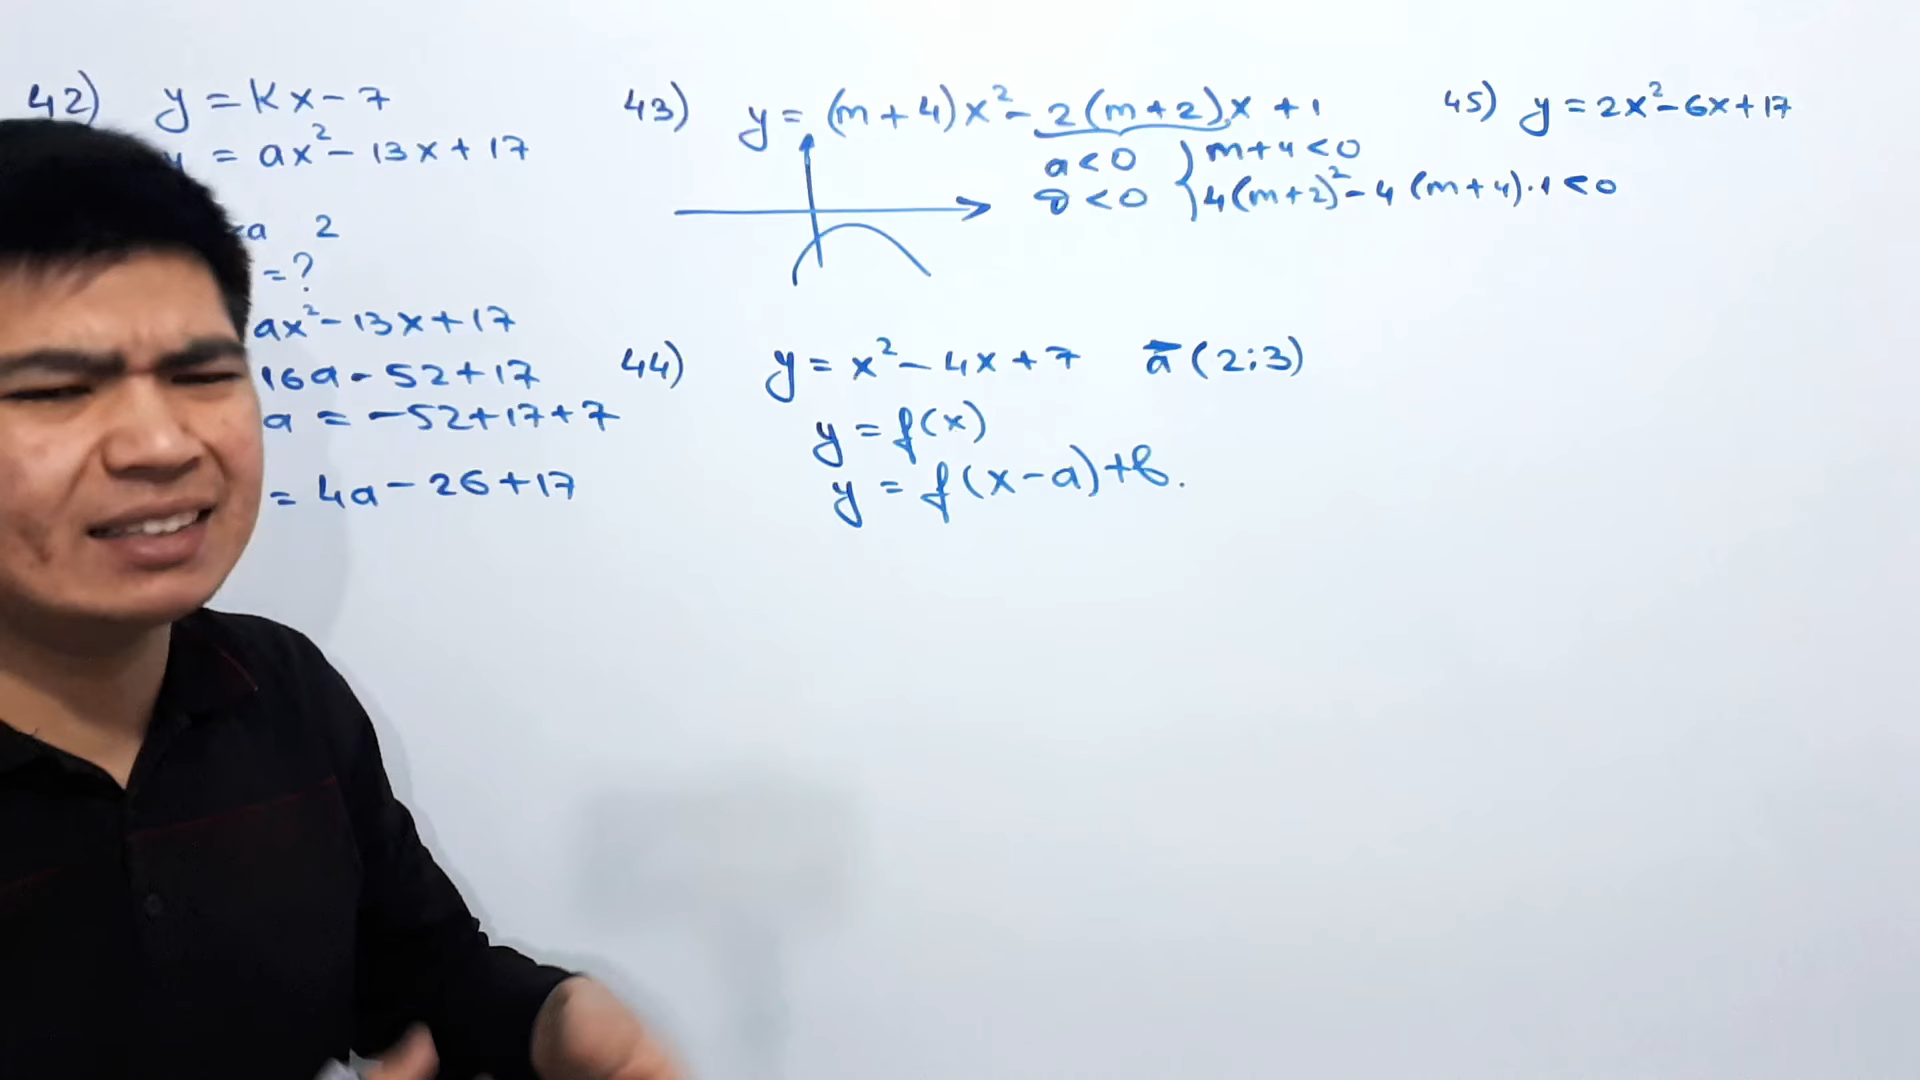 42) y = kx - 7
= ax² - 13x + 17
a 2
= ?
ax² - 13x + 17
16a - 52 + 17
a = -52 + 17 + 7
= 4a - 26 + 17
43) y = (m + 4)x² - 2(m + 2)x + 1
a < 0 } m + 4 < 0
D < 0 { 4(m + 2)² - 4(m + 4)·1 < 0
44) y = x² - 4x + 7 a⃗ (2; 3)
y = f(x)
y = f(x - a) + b.
45) y = 2x² - 6x + 17